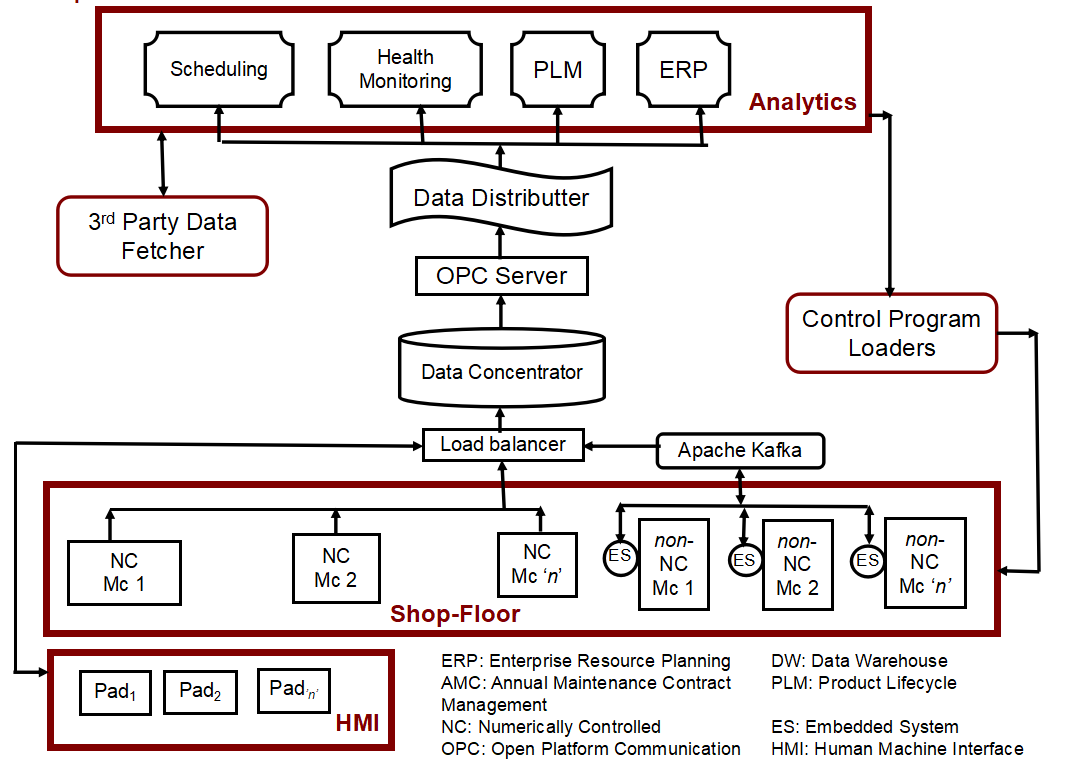 Scheduling
Health
Monitoring
PLM
ERP
Analytics
Data Distributter
3rd Party Data
Fetcher
OPC Server
Control Program
Loaders
Data Concentrator
Load balancer
Apache Kafka
NC
Mc 1
NC
Mc 2
NC
Mc ‘n’
ES
non-
NC
Mc 1
ES
non-
NC
Mc 2
ES
non-
NC
Mc ‘n’
Shop-Floor
Pad1
Pad2
Pad‘n’
HMI
ERP: Enterprise Resource Planning
AMC: Annual Maintenance Contract
Management
NC: Numerically Controlled
OPC: Open Platform Communication
DW: Data Warehouse
PLM: Product Lifecycle
ES: Embedded System
HMI: Human Machine Interface